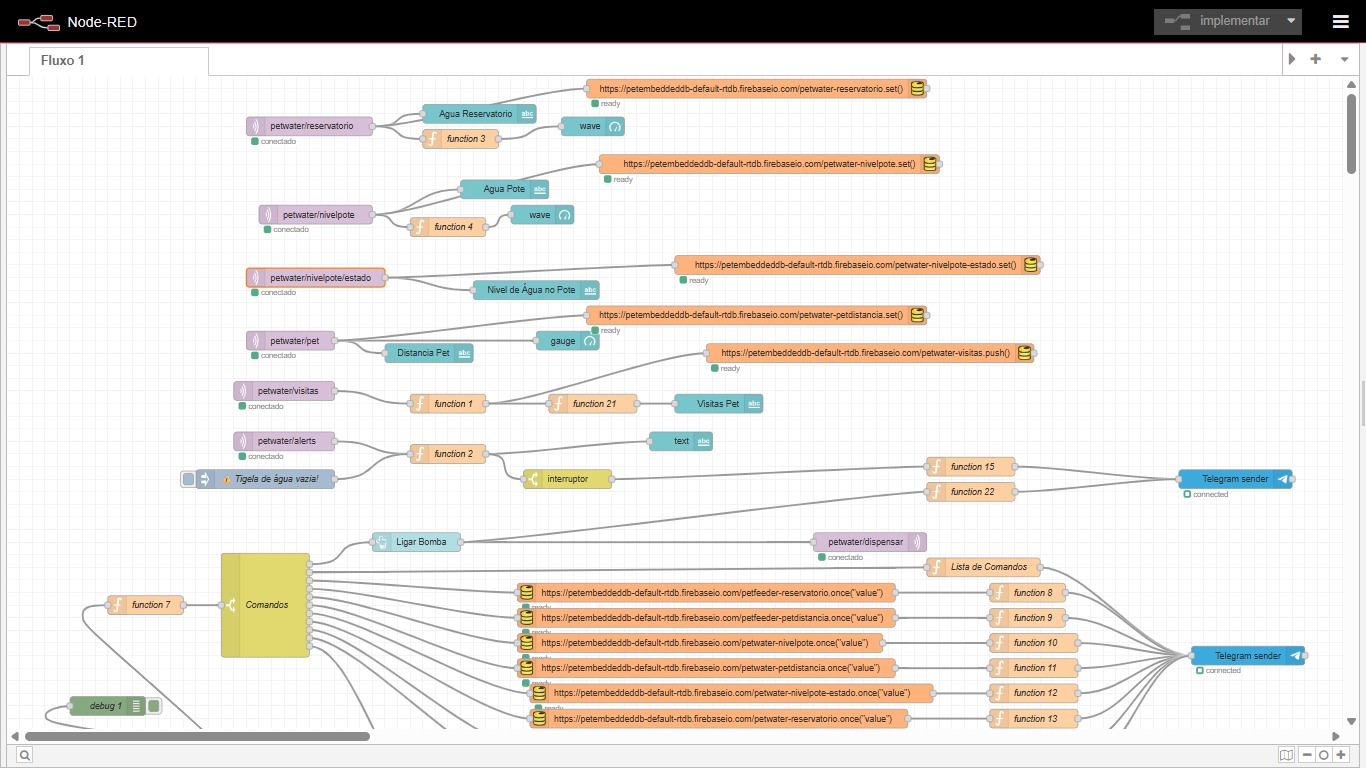 Node-RED
implementar
Fluxo 1
https://petembeddeddb-default-rtdb.firebaseio.com/petwater-reservatorio.set()
ready
Agua Reservatorio
abc
petwater/reservatorio
conectado
function 3
wave
https://petembeddeddb-default-rtdb.firebaseio.com/petwater-nivelpote.set()
ready
Agua Pote
abc
petwater/nivelpote
conectado
function 4
wave
https://petembeddeddb-default-rtdb.firebaseio.com/petwater-nivelpote-estado.set()
ready
petwater/nivelpote/estado
conectado
Nivel de Água no Pote
abc
https://petembeddeddb-default-rtdb.firebaseio.com/petwater-petdistancia.set()
ready
petwater/pet
conectado
gauge
Distancia Pet
abc
https://petembeddeddb-default-rtdb.firebaseio.com/petwater-visitas.push()
ready
petwater/visitas
conectado
function 1
function 21
Visitas Pet
abc
petwater/alerts
conectado
function 2
text
abc
Tigela de água vazia!
interruptor
function 15
function 22
Telegram sender
connected
Ligar Bomba
petwater/dispensar
conectado
Lista de Comandos
function 7
Comandos
https://petembeddeddb-default-rtdb.firebaseio.com/petfeeder-reservatorio.once("value")
ready
function 8
https://petembeddeddb-default-rtdb.firebaseio.com/petfeeder-petdistancia.once("value")
ready
function 9
https://petembeddeddb-default-rtdb.firebaseio.com/petwater-nivelpote.once("value")
ready
function 10
https://petembeddeddb-default-rtdb.firebaseio.com/petwater-petdistancia.once("value")
ready
function 11
Telegram sender
connected
https://petembeddeddb-default-rtdb.firebaseio.com/petwater-nivelpote-estado.once("value")
ready
function 12
https://petembeddeddb-default-rtdb.firebaseio.com/petwater-reservatorio.once("value")
function 13
debug 1